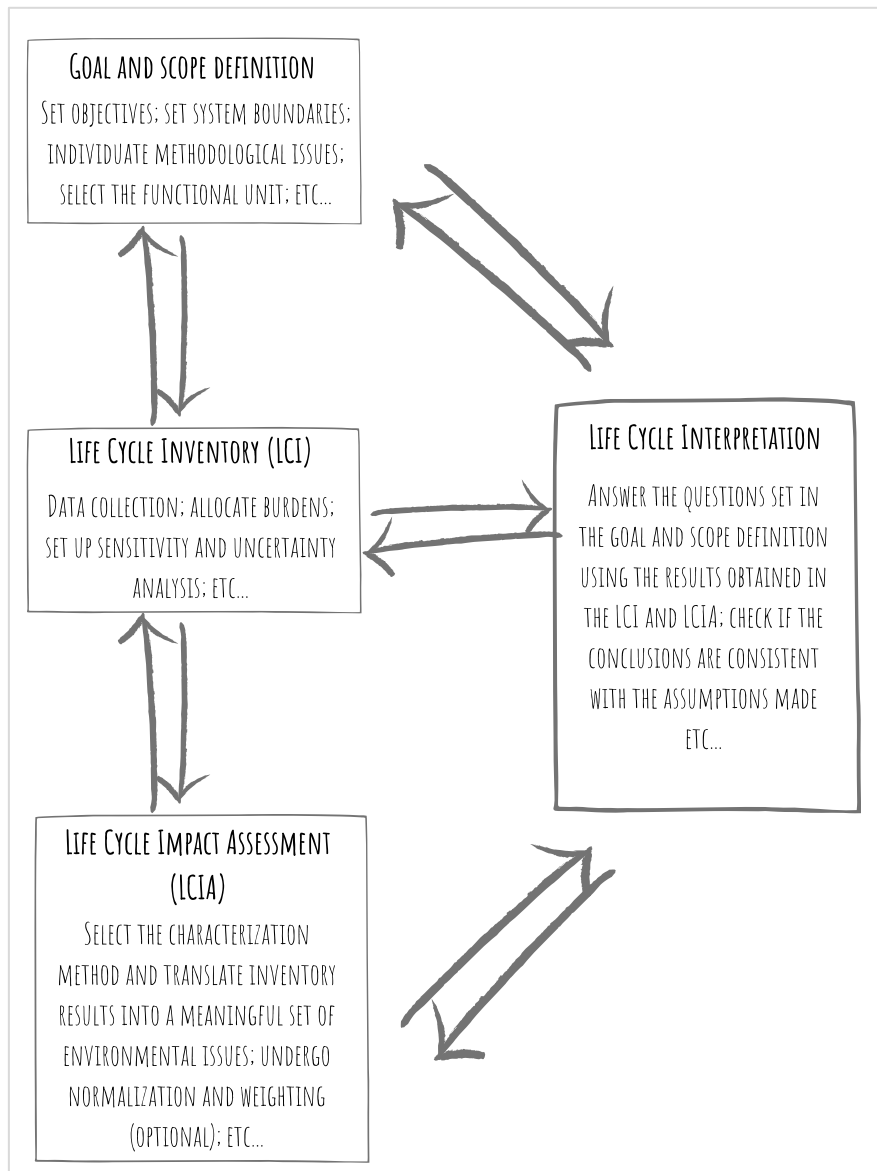 Goal and scope definition
Set objectives; set system boundaries;
individuate methodological issues;
select the functional unit; etc...
Life Cycle Inventory (LCI)
Data collection; allocate burdens;
set up sensitivity and uncertainty
analysis; etc...
Life Cycle Impact Assessment
(LCIA)
Select the characterization
method and translate inventory
results into a meaningful set of
environmental issues; undergo
normalization and weighting
(optional); etc...
Life Cycle Interpretation
Answer the questions set in
the goal and scope definition
using the results obtained in
the LCI and LCIA; check if the
conclusions are consistent
with the assumptions made
etc...